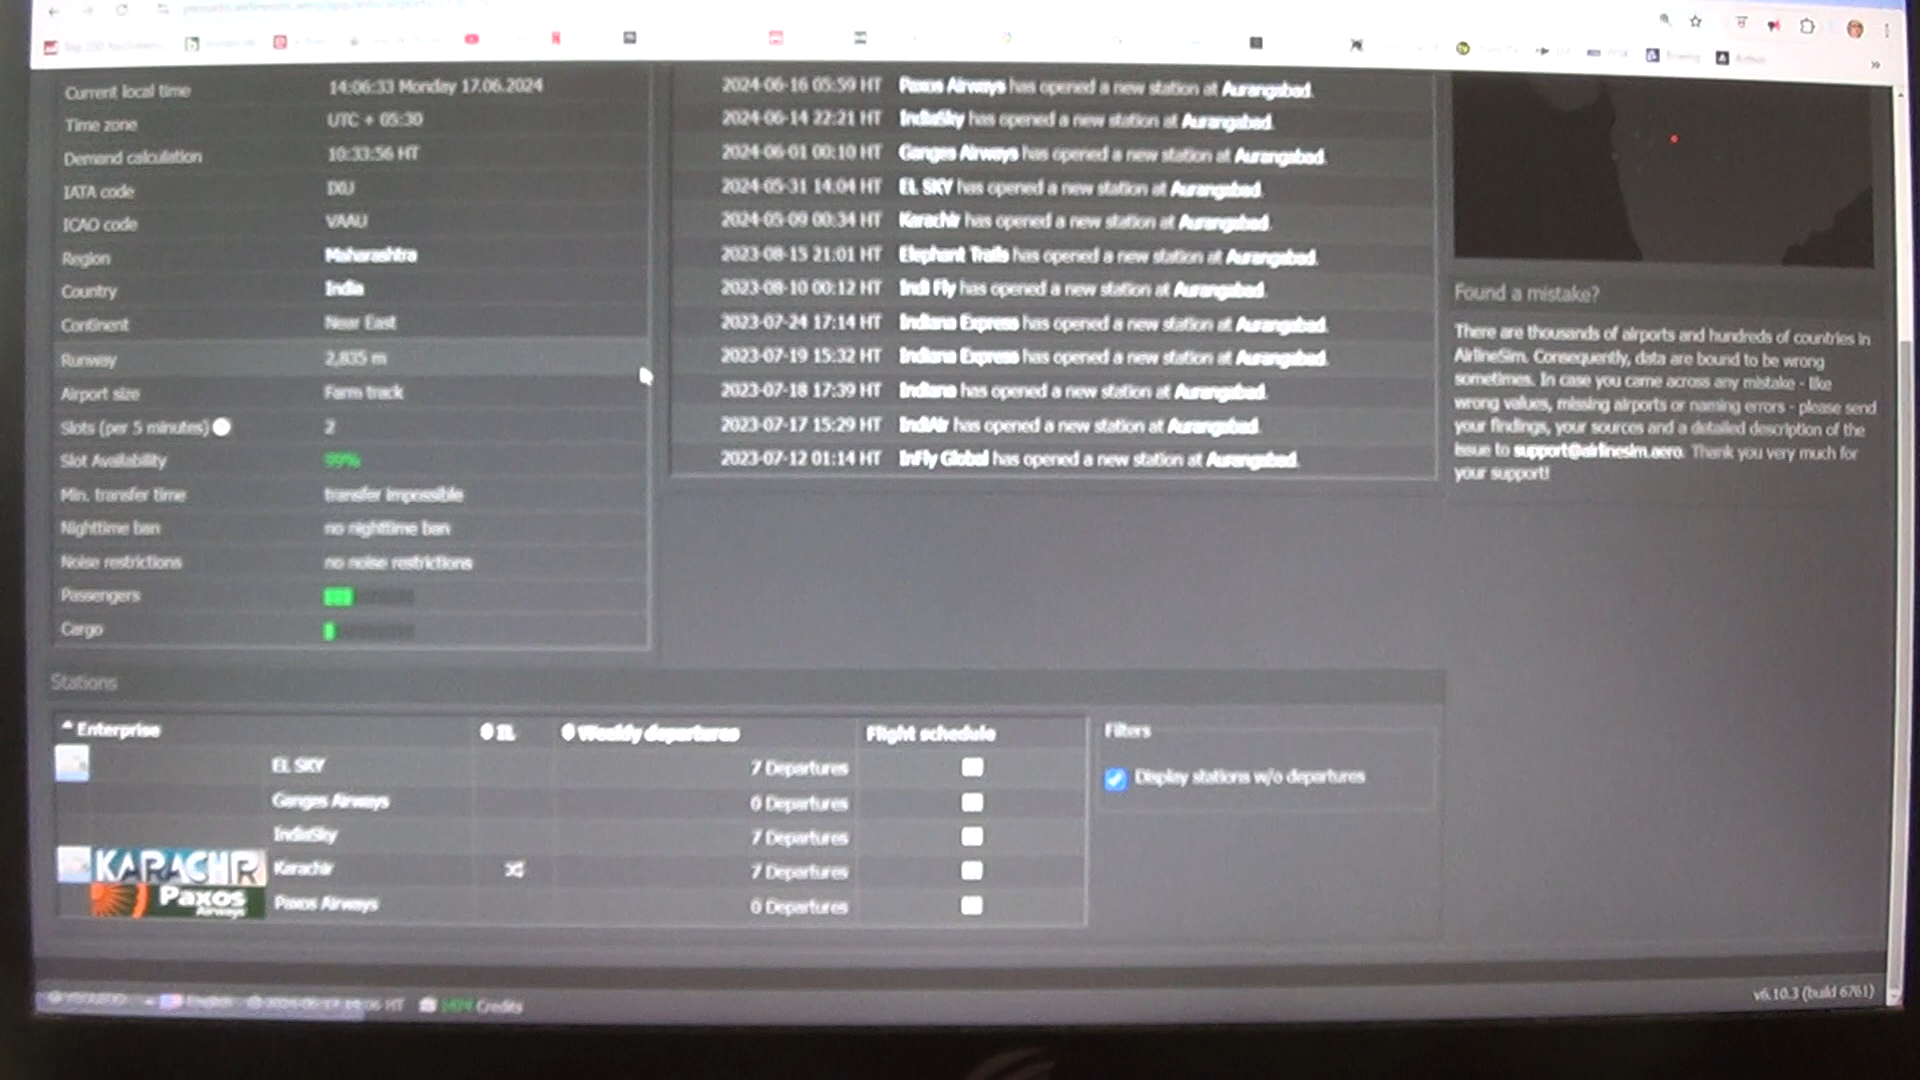 Current local time 14:06:33 Monday 17.06.2024
Time zone UTC + 05:30
Demand calculation 10:33:56 HT
IATA code IXU
ICAO code VAAU
Region Maharashtra
Country India
Continent Near East
Runway 2,835 m
Airport size Farm track
Slots (per 5 minutes) 2
Slot Availability 99%
Min. transfer time transfer impossible
Nighttime ban no nighttime ban
Noise restrictions no noise restrictions
Passengers
Cargo
2024-06-16 05:59 HT Paxos Airways has opened a new station at Aurangabad.
2024-06-14 22:21 HT IndiaSky has opened a new station at Aurangabad.
2024-06-01 00:10 HT Ganges Airways has opened a new station at Aurangabad.
2024-05-31 14:04 HT EL SKY has opened a new station at Aurangabad.
2024-05-09 00:34 HT Karachir has opened a new station at Aurangabad.
2023-08-15 21:01 HT Elephant Trails has opened a new station at Aurangabad.
2023-08-10 00:12 HT Indi Fly has opened a new station at Aurangabad.
2023-07-24 17:14 HT Indiana Express has opened a new station at Aurangabad.
2023-07-19 15:32 HT Indiana Express has opened a new station at Aurangabad.
2023-07-18 17:39 HT Indiana has opened a new station at Aurangabad.
2023-07-17 15:29 HT IndiAir has opened a new station at Aurangabad.
2023-07-12 01:14 HT InFly Global has opened a new station at Aurangabad.
Found a mistake?
There are thousands of airports and hundreds of countries in
AirlineSim. Consequently, data are bound to be wrong
sometimes. In case you came across any mistake - like
wrong values, missing airports or naming errors - please send
your findings, your sources and a detailed description of the
issue to support@airlinesim.aero. Thank you very much for
your support!
Stations
Enterprise IL Weekly departures Flight schedule
EL SKY 7 Departures
Ganges Airways 0 Departures
IndiaSky 7 Departures
KARACHIR Karachir 7 Departures
Paxos Airways Paxos Airways 0 Departures
Filters
Display stations w/o departures
English
Credits
v6.10.3 (build 6761)